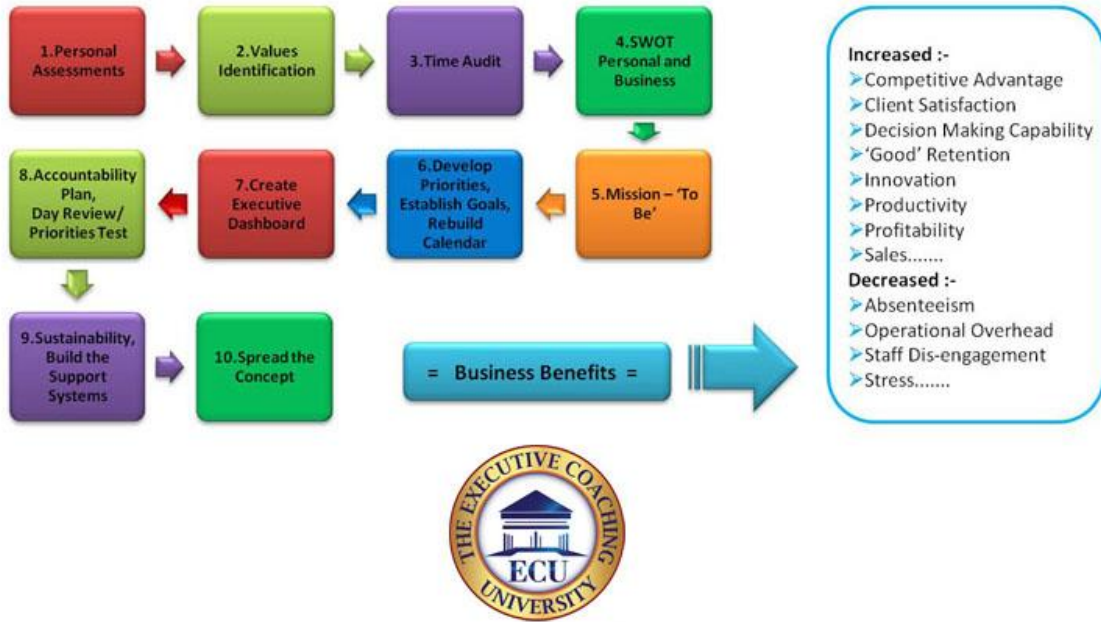 1.Personal
Assessments
2.Values
Identification
3.Time Audit
4.SWOT
Personal and
Business
5.Mission – 'To
Be'
6.Develop
Priorities,
Establish Goals,
Rebuild
Calendar
7.Create
Executive
Dashboard
8.Accountability
Plan,
Day Review/
Priorities Test
9.Sustainability,
Build the
Support
Systems
10.Spread the
Concept
= Business Benefits =
Increased :-
Competitive Advantage
Client Satisfaction
Decision Making Capability
'Good' Retention
Innovation
Productivity
Profitability
Sales.......
Decreased :-
Absenteeism
Operational Overhead
Staff Dis-engagement
Stress.......
THE EXECUTIVE COACHING
ECU
UNIVERSITY